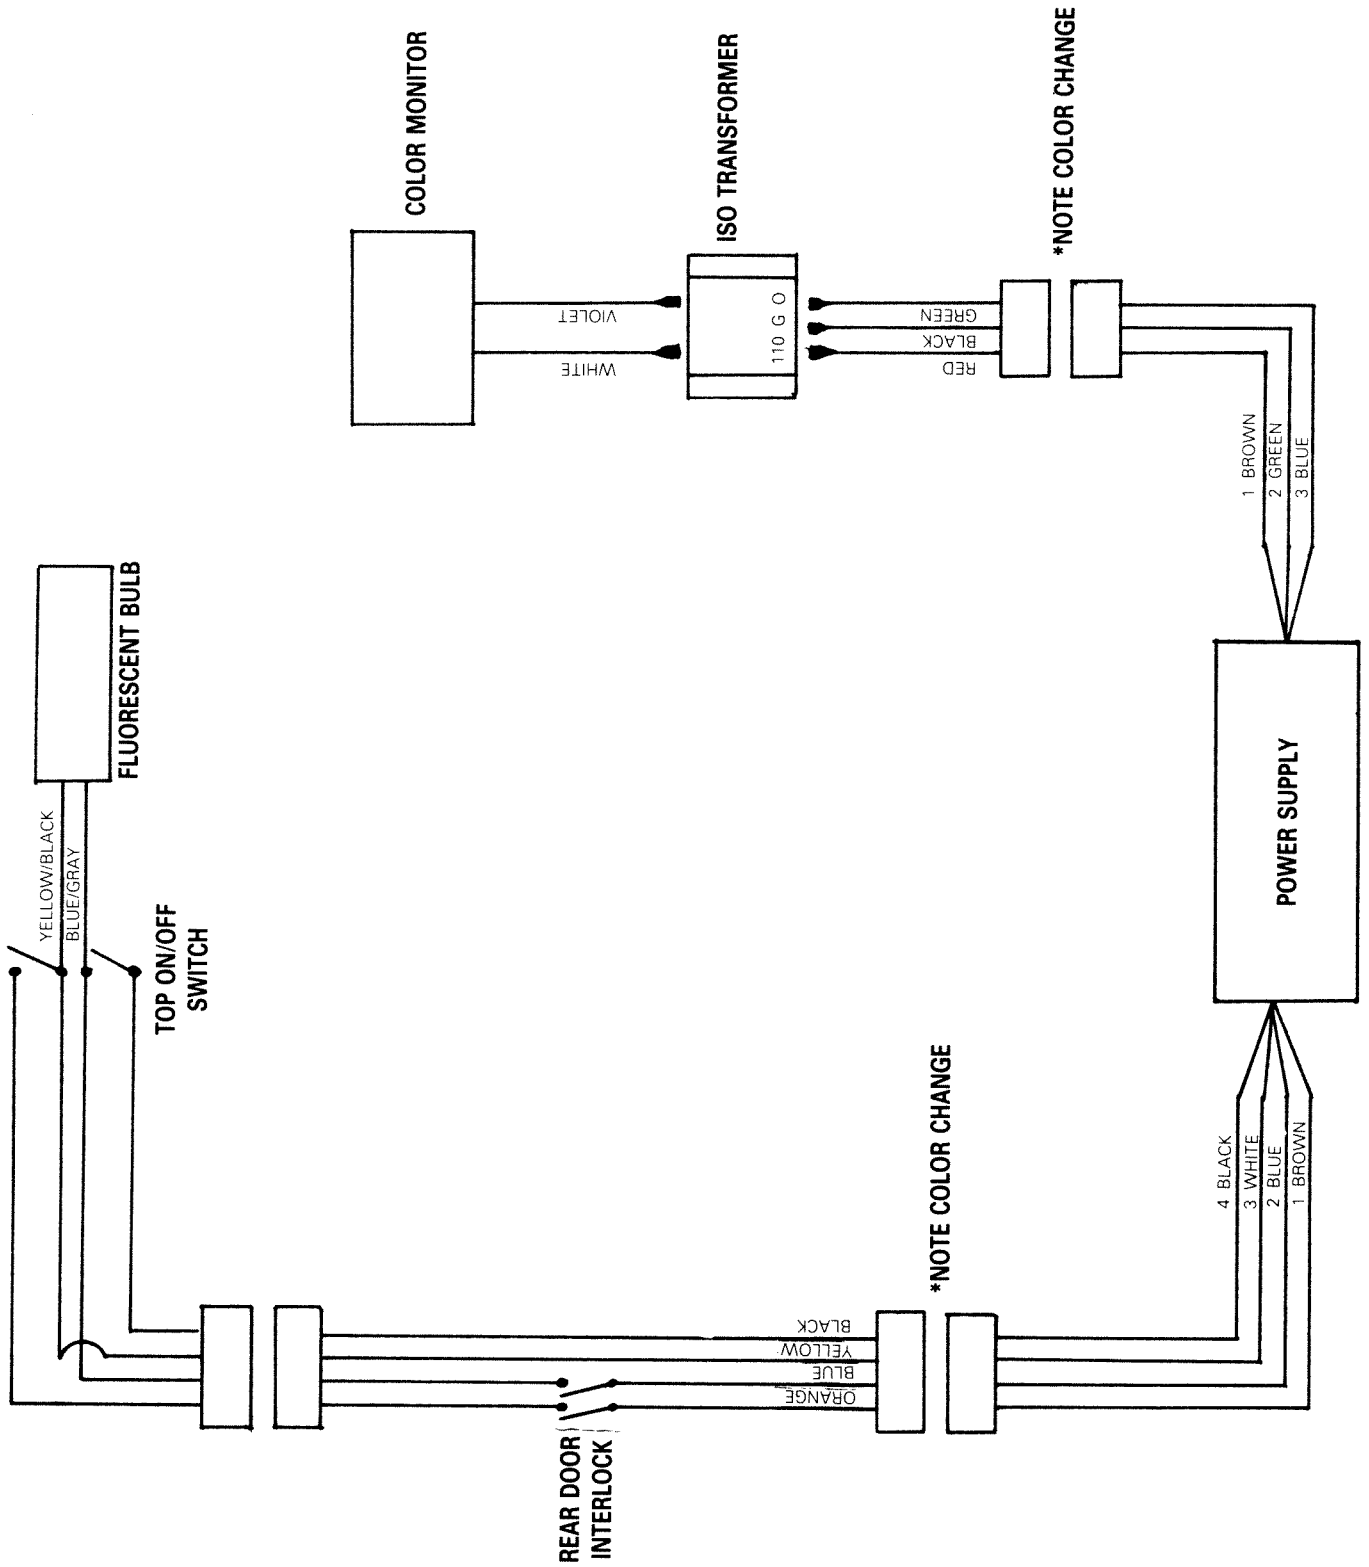 COLOR MONITOR
VIOLET
WHITE
ISO TRANSFORMER
110 G O
GREEN
BLACK
RED
*NOTE COLOR CHANGE
1 BROWN
2 GREEN
3 BLUE
FLUORESCENT BULB
YELLOW/BLACK
BLUE/GRAY
TOP ON/OFF
SWITCH
POWER SUPPLY
4 BLACK
3 WHITE
2 BLUE
1 BROWN
*NOTE COLOR CHANGE
BLACK
YELLOW
BLUE
ORANGE
REAR DOOR
INTERLOCK